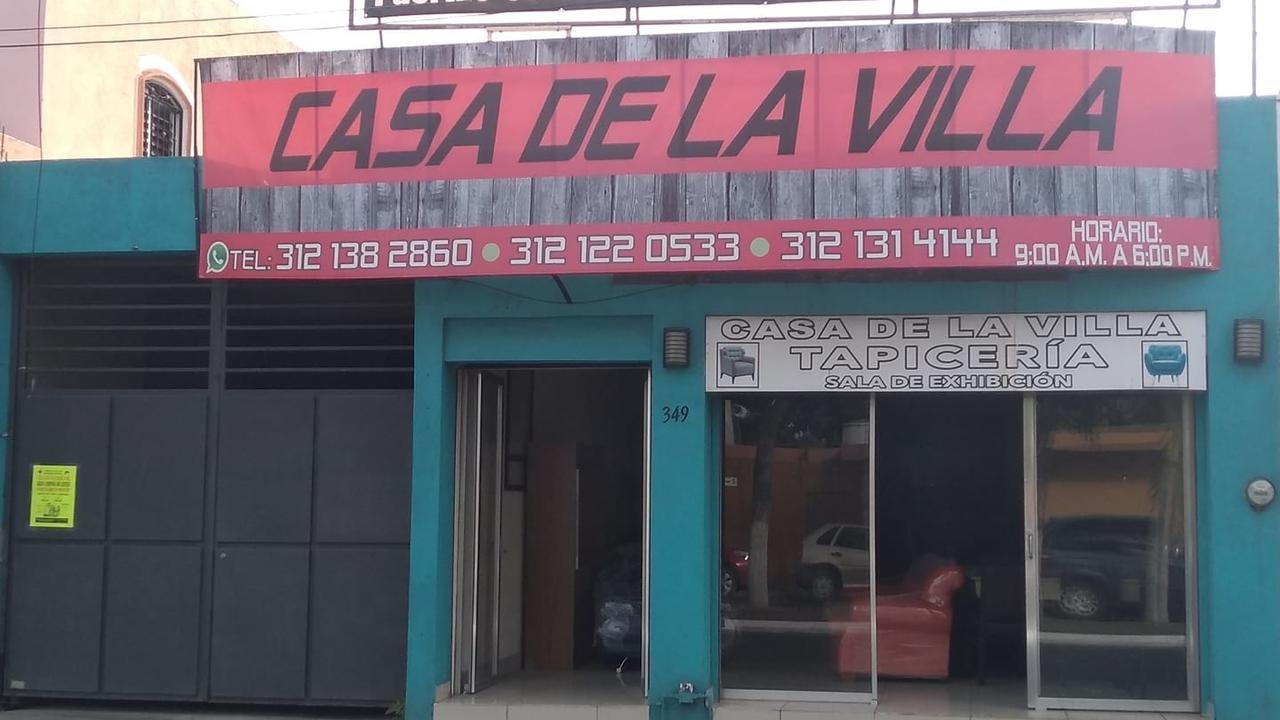 CASA DE LA VILLA
TEL: 312 138 2860 • 312 122 0533 • 312 131 4144
HORARIO:
9:00 A.M. A 6:00 P.M.
CASA DE LA VILLA
TAPICERÍA
SALA DE EXHIBICIÓN
349